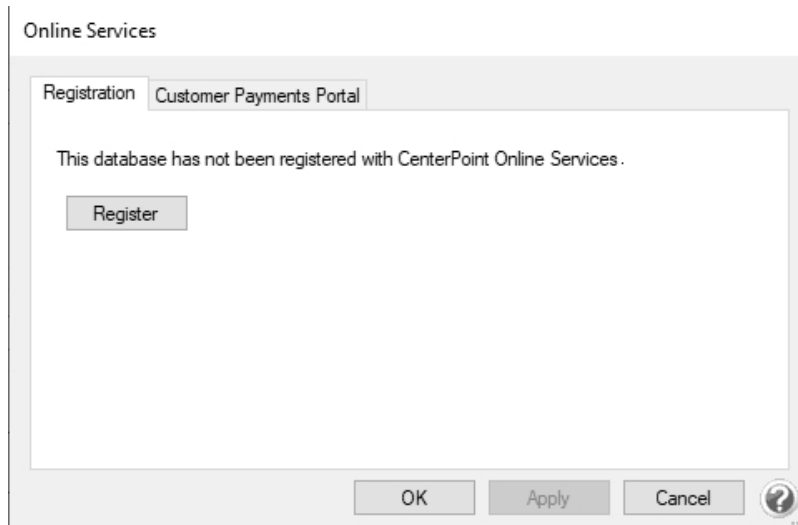 Online Services
Registration Customer Payments Portal
This database has not been registered with CenterPoint Online Services.
Register
OK Apply Cancel ?